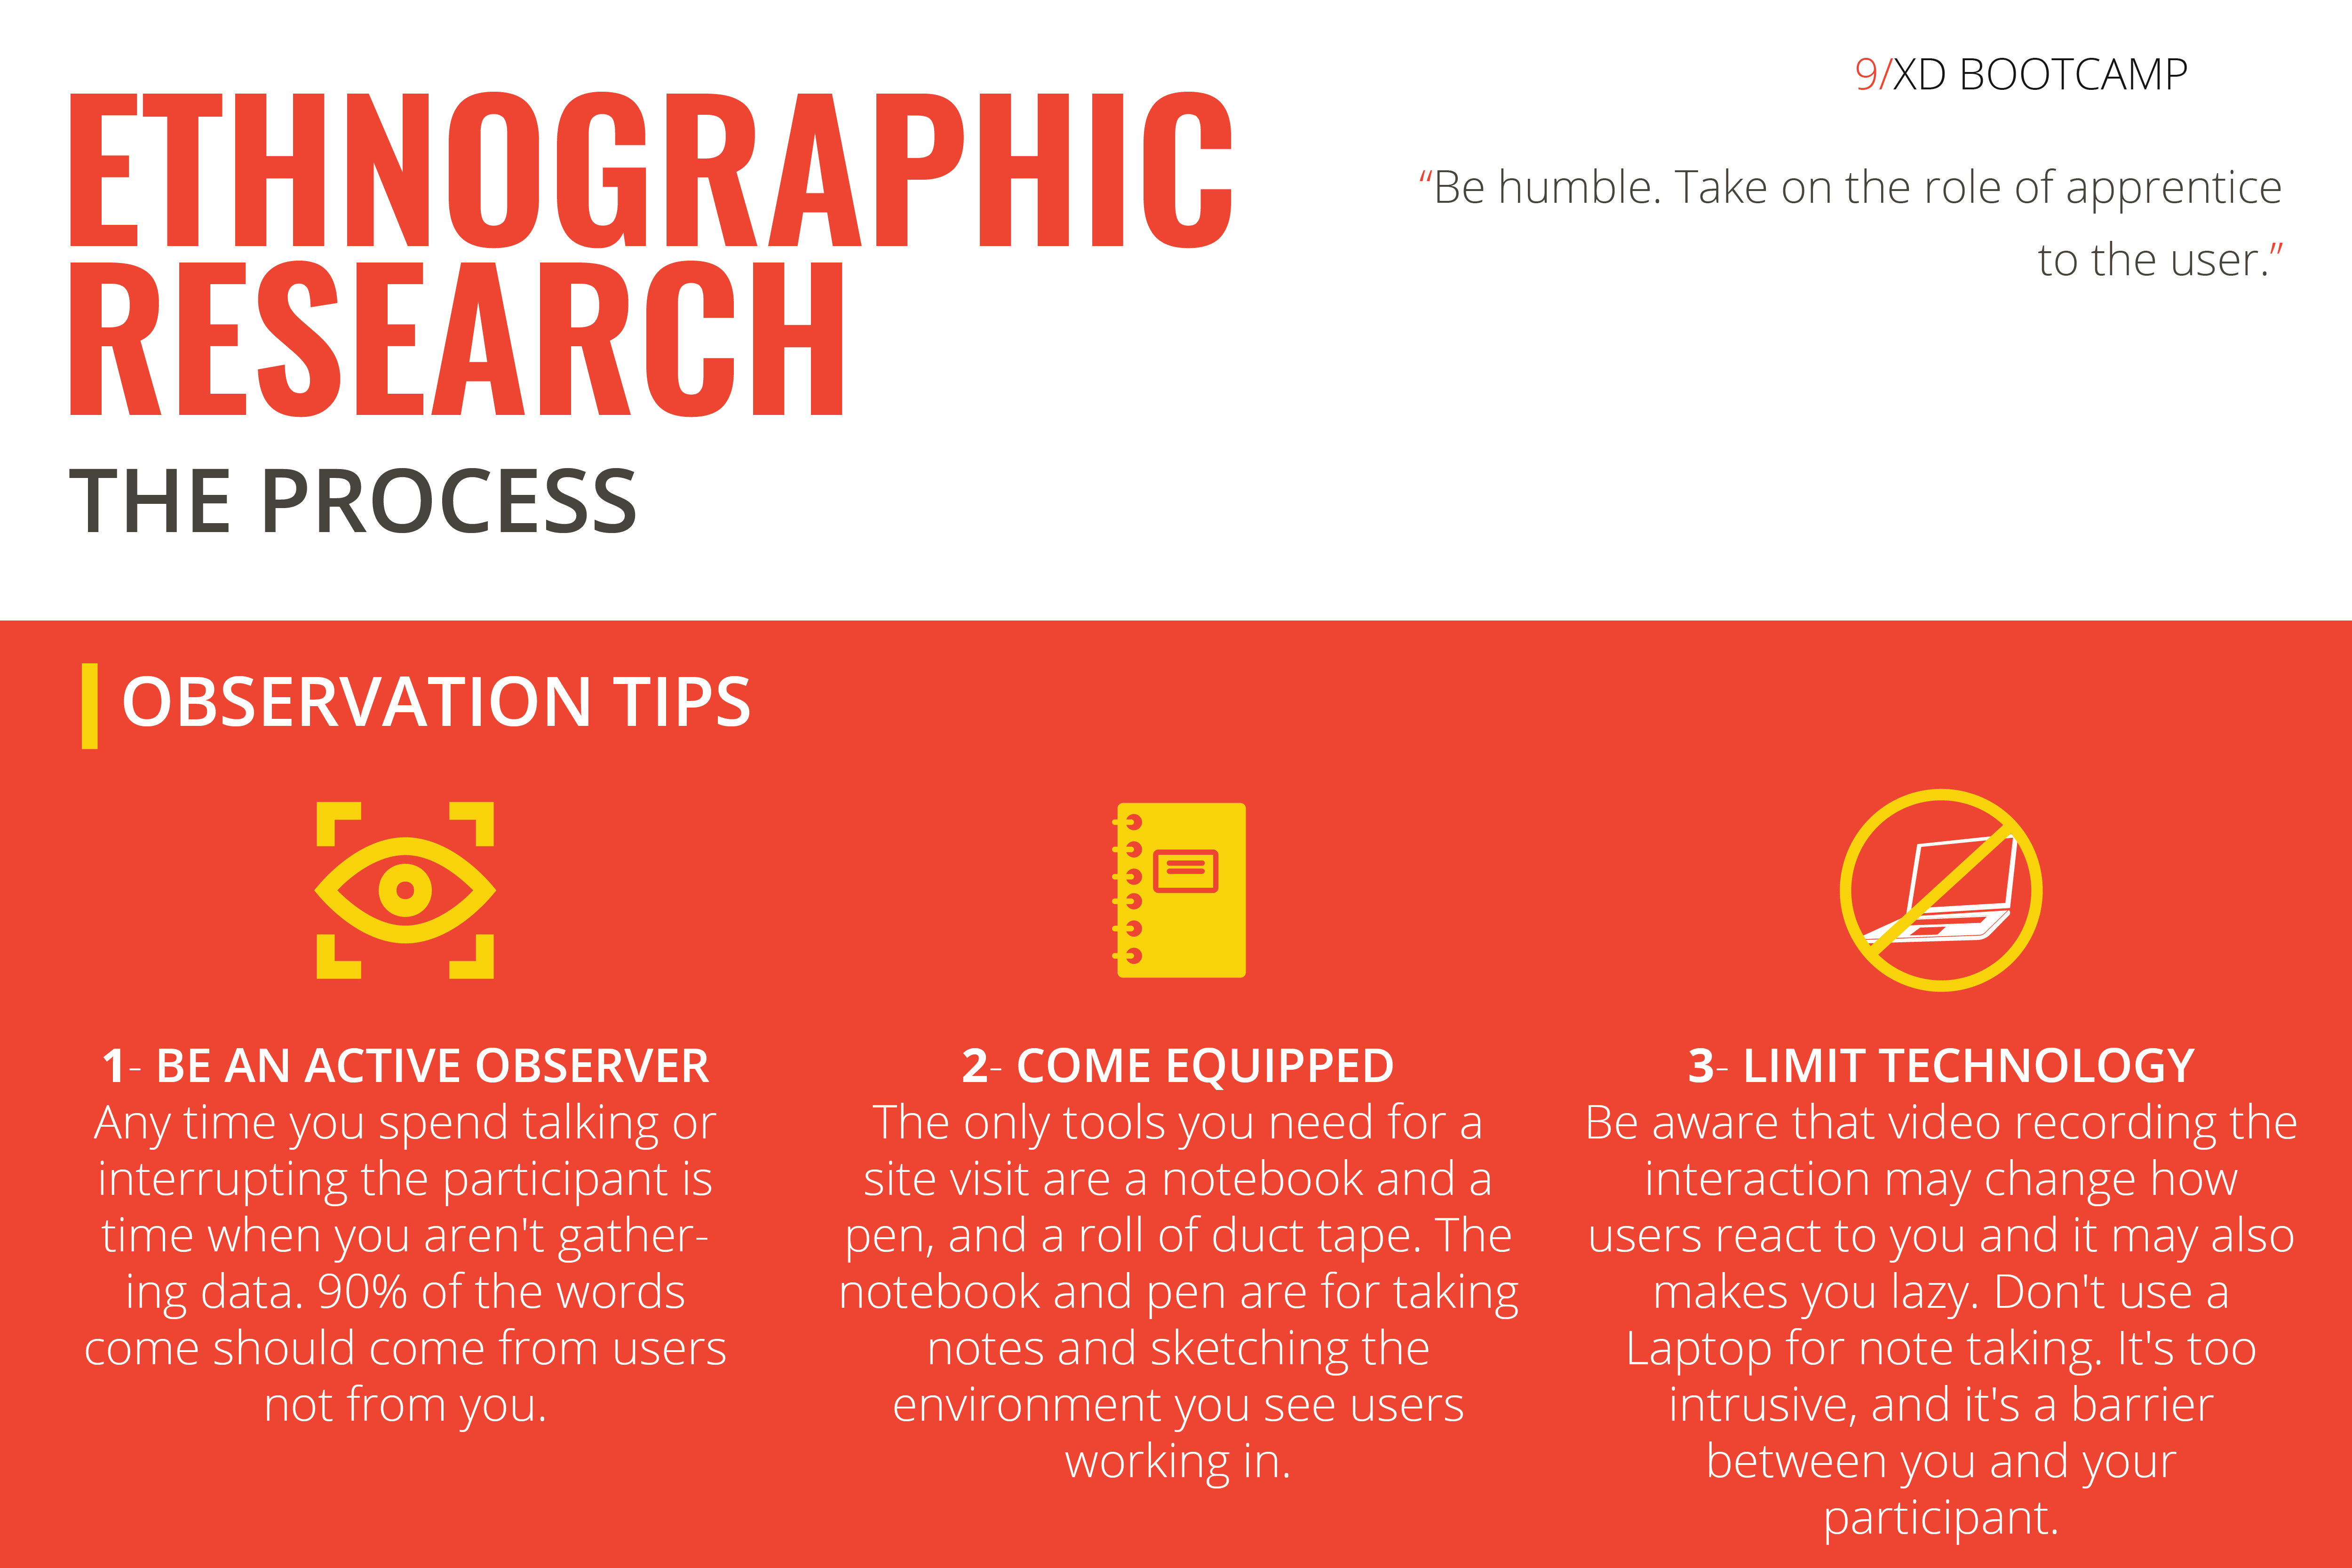 ETHNOGRAPHIC
RESEARCH
THE PROCESS
9/XD BOOTCAMP
“Be humble. Take on the role of apprentice
to the user.”
OBSERVATION TIPS
1- BE AN ACTIVE OBSERVER
Any time you spend talking or
interrupting the participant is
time when you aren't gather-
ing data. 90% of the words
come should come from users
not from you.
2- COME EQUIPPED
The only tools you need for a
site visit are a notebook and a
pen, and a roll of duct tape. The
notebook and pen are for taking
notes and sketching the
environment you see users
working in.
3- LIMIT TECHNOLOGY
Be aware that video recording the
interaction may change how
users react to you and it may also
makes you lazy. Don't use a
Laptop for note taking. It's too
intrusive, and it's a barrier
between you and your
participant.